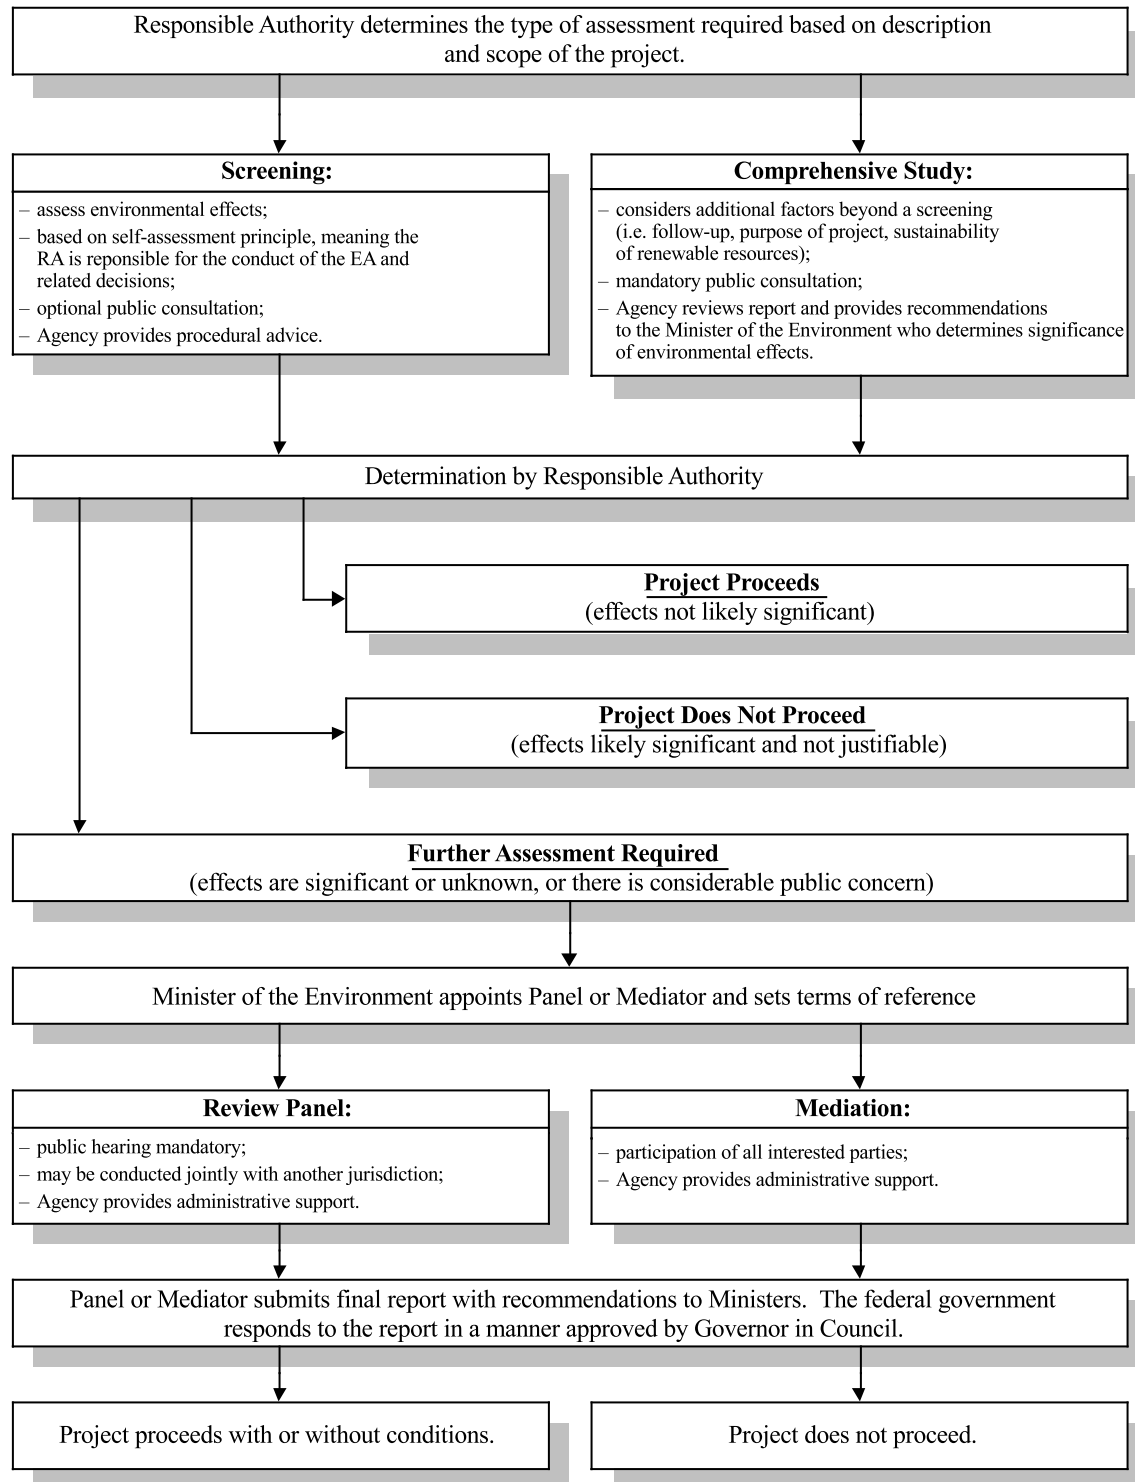 Responsible Authority determines the type of assessment required based on description
and scope of the project.
Screening:
– assess environmental effects;
– based on self-assessment principle, meaning the
RA is reponsible for the conduct of the EA and
related decisions;
– optional public consultation;
– Agency provides procedural advice.
Comprehensive Study:
– considers additional factors beyond a screening
(i.e. follow-up, purpose of project, sustainability
of renewable resources);
– mandatory public consultation;
– Agency reviews report and provides recommendations
to the Minister of the Environment who determines significance
of environmental effects.
Determination by Responsible Authority
Project Proceeds
(effects not likely significant)
Project Does Not Proceed
(effects likely significant and not justifiable)
Further Assessment Required
(effects are significant or unknown, or there is considerable public concern)
Minister of the Environment appoints Panel or Mediator and sets terms of reference
Review Panel:
– public hearing mandatory;
– may be conducted jointly with another jurisdiction;
– Agency provides administrative support.
Mediation:
– participation of all interested parties;
– Agency provides administrative support.
Panel or Mediator submits final report with recommendations to Ministers.  The federal government
responds to the report in a manner approved by Governor in Council.
Project proceeds with or without conditions.
Project does not proceed.